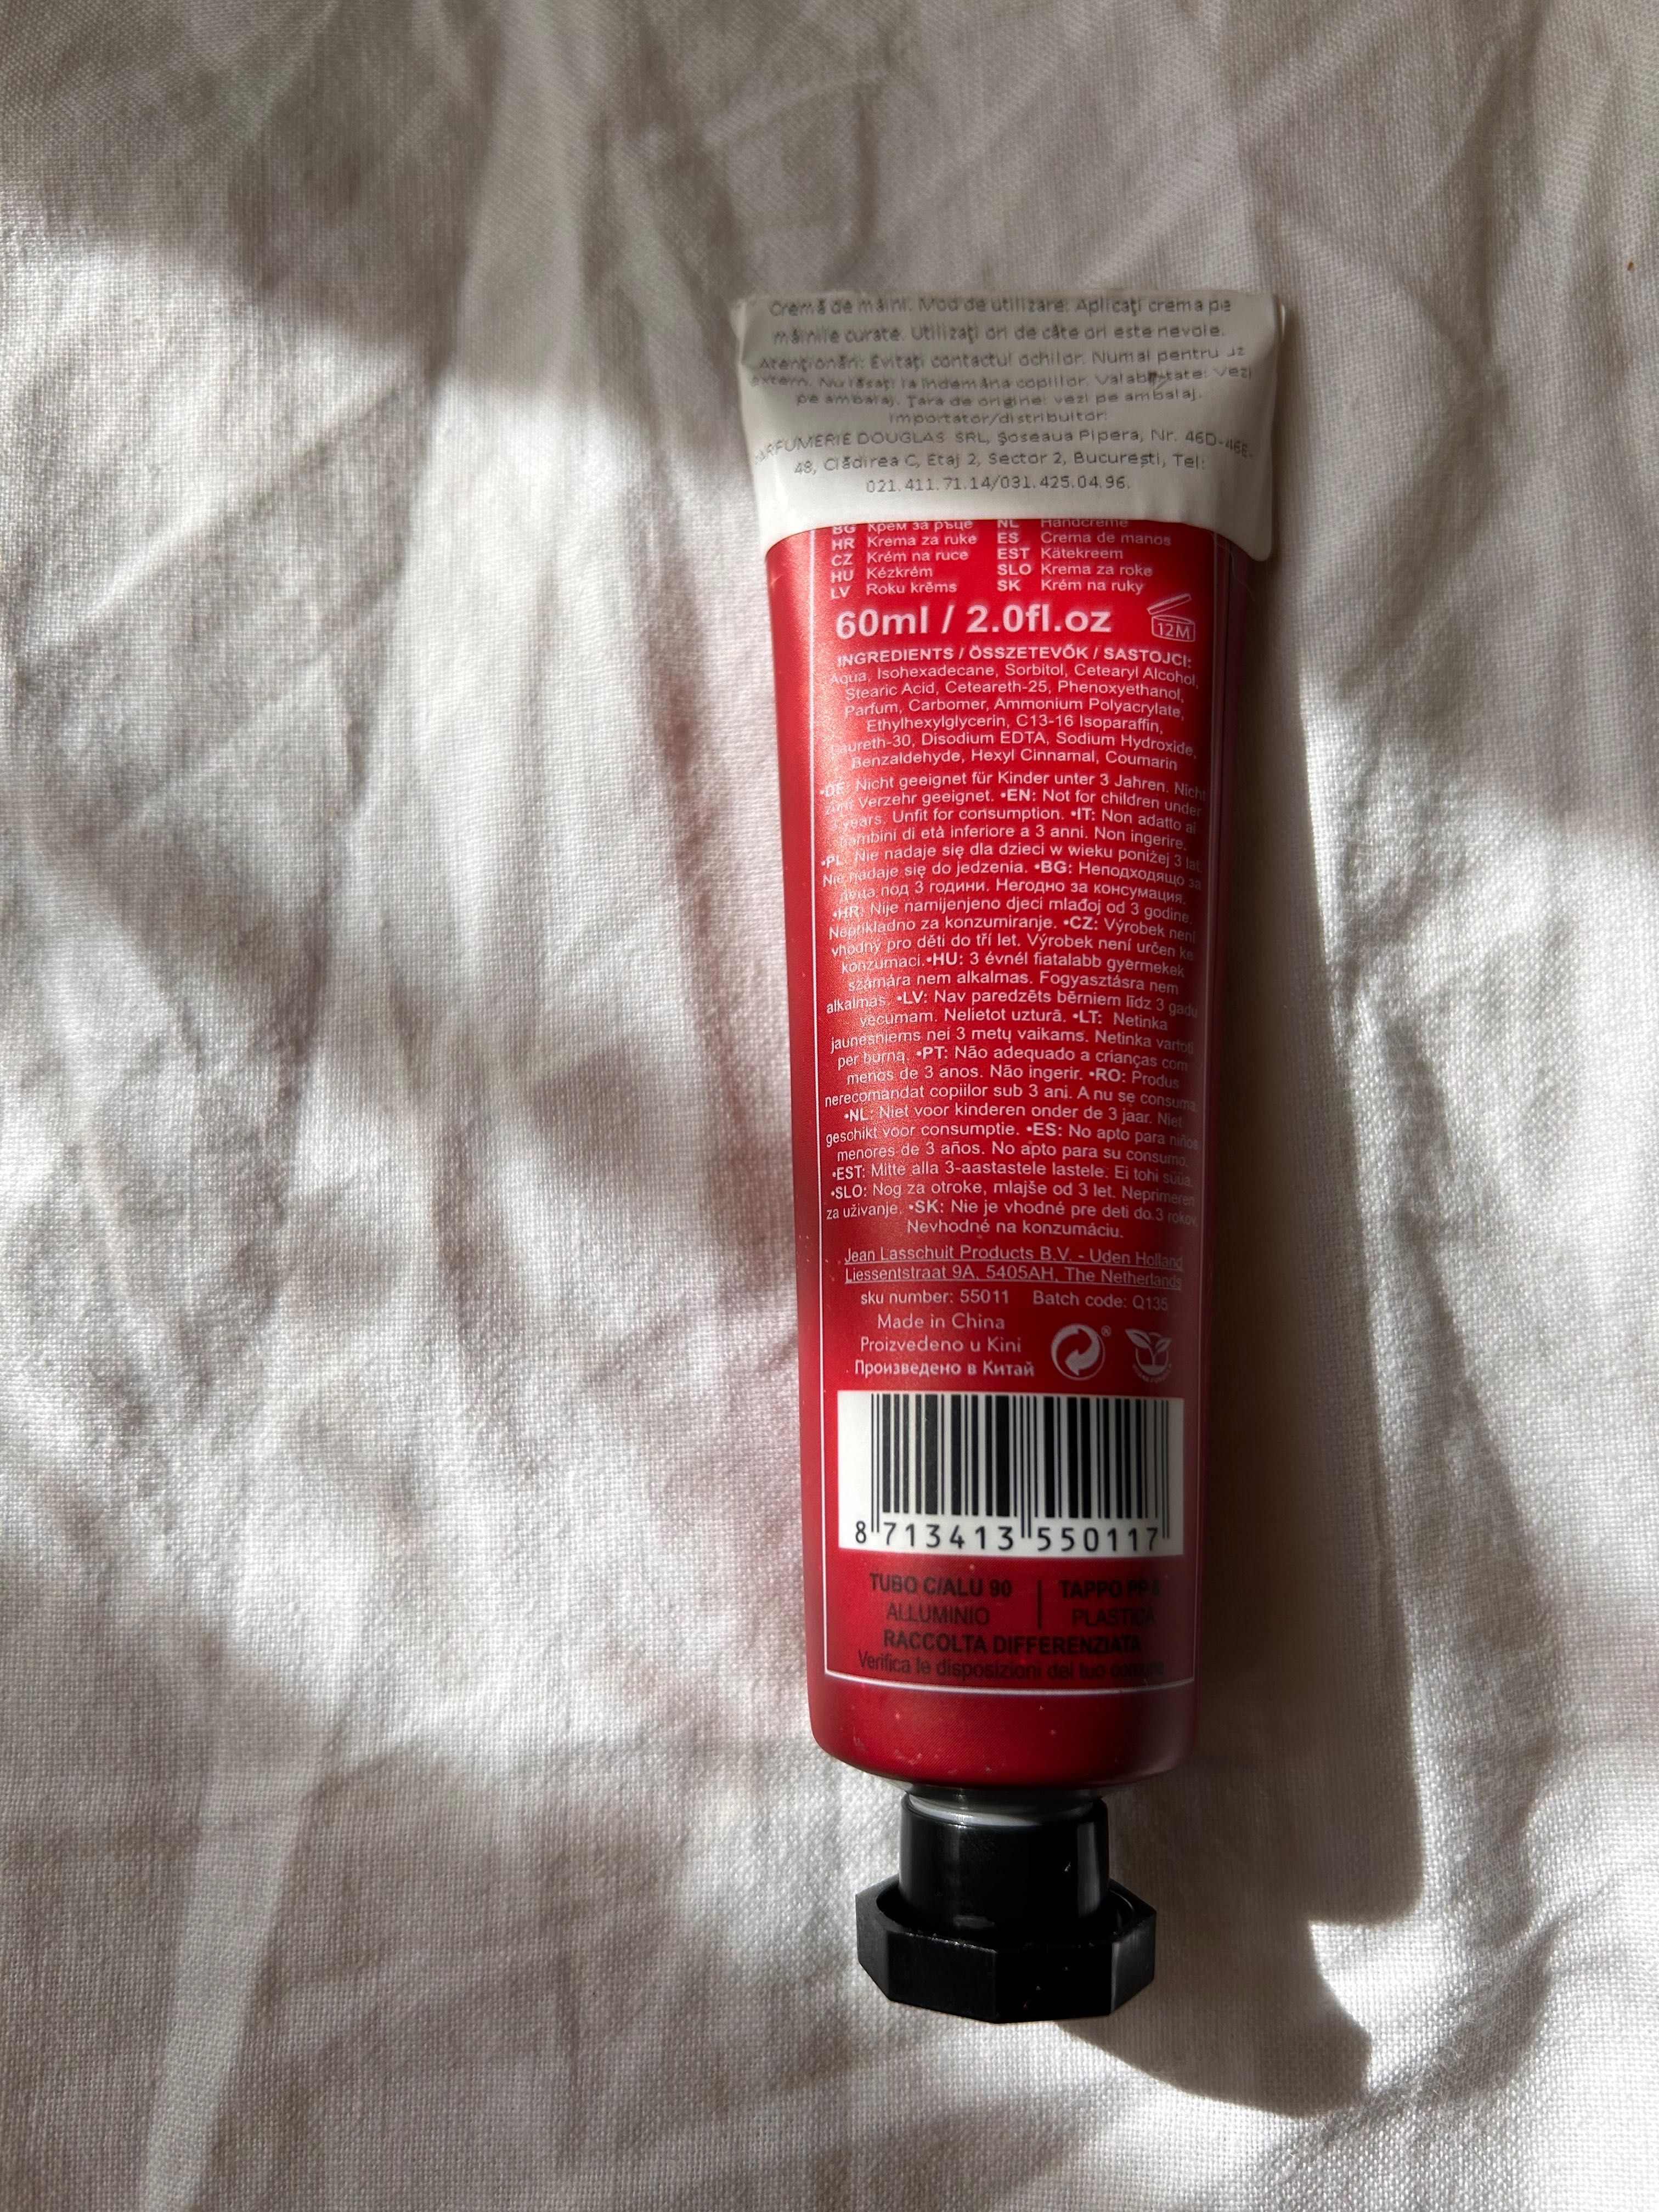 Cremă de mâini. Mod de utilizare: Aplicaţi crema pe
mâinile curate. Utilizaţi ori de câte ori este nevoie.
Atenţionări: Evitaţi contactul ochilor. Numai pentru uz
extern. Nu lăsaţi la îndemâna copiilor. Valabilitate: Vezi
pe ambalaj. Ţara de origine: vezi pe ambalaj.
Importator/distribuitor:
PARFUMERIE DOUGLAS SRL, Şoseaua Pipera, Nr. 46D-46E-
48, Clădirea C, Etaj 2, Sector 2, Bucureşti, Tel:
021.411.71.14/031.425.04.96.
BG Крем за ръце NL Handcreme
HR Krema za ruke ES Crema de manos
CZ Krém na ruce EST Kätekreem
HU Kézkrém SLO Krema za roke
LV Roku krēms SK Krém na ruky
60ml / 2.0fl.oz 12M
INGREDIENTS / ÖSSZETEVŐK / SASTOJCI:
Aqua, Isohexadecane, Sorbitol, Cetearyl Alcohol,
Stearic Acid, Ceteareth-25, Phenoxyethanol,
Parfum, Carbomer, Ammonium Polyacrylate,
Ethylhexylglycerin, C13-16 Isoparaffin,
Laureth-30, Disodium EDTA, Sodium Hydroxide,
Benzaldehyde, Hexyl Cinnamal, Coumarin
•DE: Nicht geeignet für Kinder unter 3 Jahren. Nicht
zum Verzehr geeignet. •EN: Not for children under
years. Unfit for consumption. •IT: Non adatto ai
bambini di età inferiore a 3 anni. Non ingerire.
•PL: Nie nadaje się dla dzieci w wieku poniżej 3 lat.
Nie nadaje się do jedzenia. •BG: Неподходящо за
деца под 3 години. Негодно за консумация.
•HR: Nije namijenjeno djeci mlađoj od 3 godine.
Neprikladno za konzumiranje. •CZ: Výrobek není
vhodný pro děti do tří let. Výrobek není určen ke
konzumaci.•HU: 3 évnél fiatalabb gyermekek
számára nem alkalmas. Fogyasztásra nem
alkalmas. •LV: Nav paredzēts bērniem līdz 3 gadu
vecumam. Nelietot uzturā. •LT: Netinka
jaunesniems nei 3 metų vaikams. Netinka vartoti
per burną. •PT: Não adequado a crianças com
menos de 3 anos. Não ingerir. •RO: Produs
nerecomandat copiilor sub 3 ani. A nu se consuma.
•NL: Niet voor kinderen onder de 3 jaar. Niet
geschikt voor consumptie. •ES: No apto para niños
menores de 3 años. No apto para su consumo.
•EST: Mitte alla 3-aastastele lastele. Ei tohi süüa.
•SLO: Nog za otroke, mlajše od 3 let. Neprimeren
za uživanje. •SK: Nie je vhodné pre deti do 3 rokov.
Nevhodné na konzumáciu.
Jean Lasschuit Products B.V. - Uden Holland
Liessentstraat 9A, 5405AH, The Netherlands
sku number: 55011 Batch code: Q135
Made in China
Proizvedeno u Kini
Произведено в Китай
8 713413 550117
TUBO C/ALU 90 | TAPPO PP 5
ALLUMINIO | PLASTICA
RACCOLTA DIFFERENZIATA
Verifica le disposizioni del tuo comune